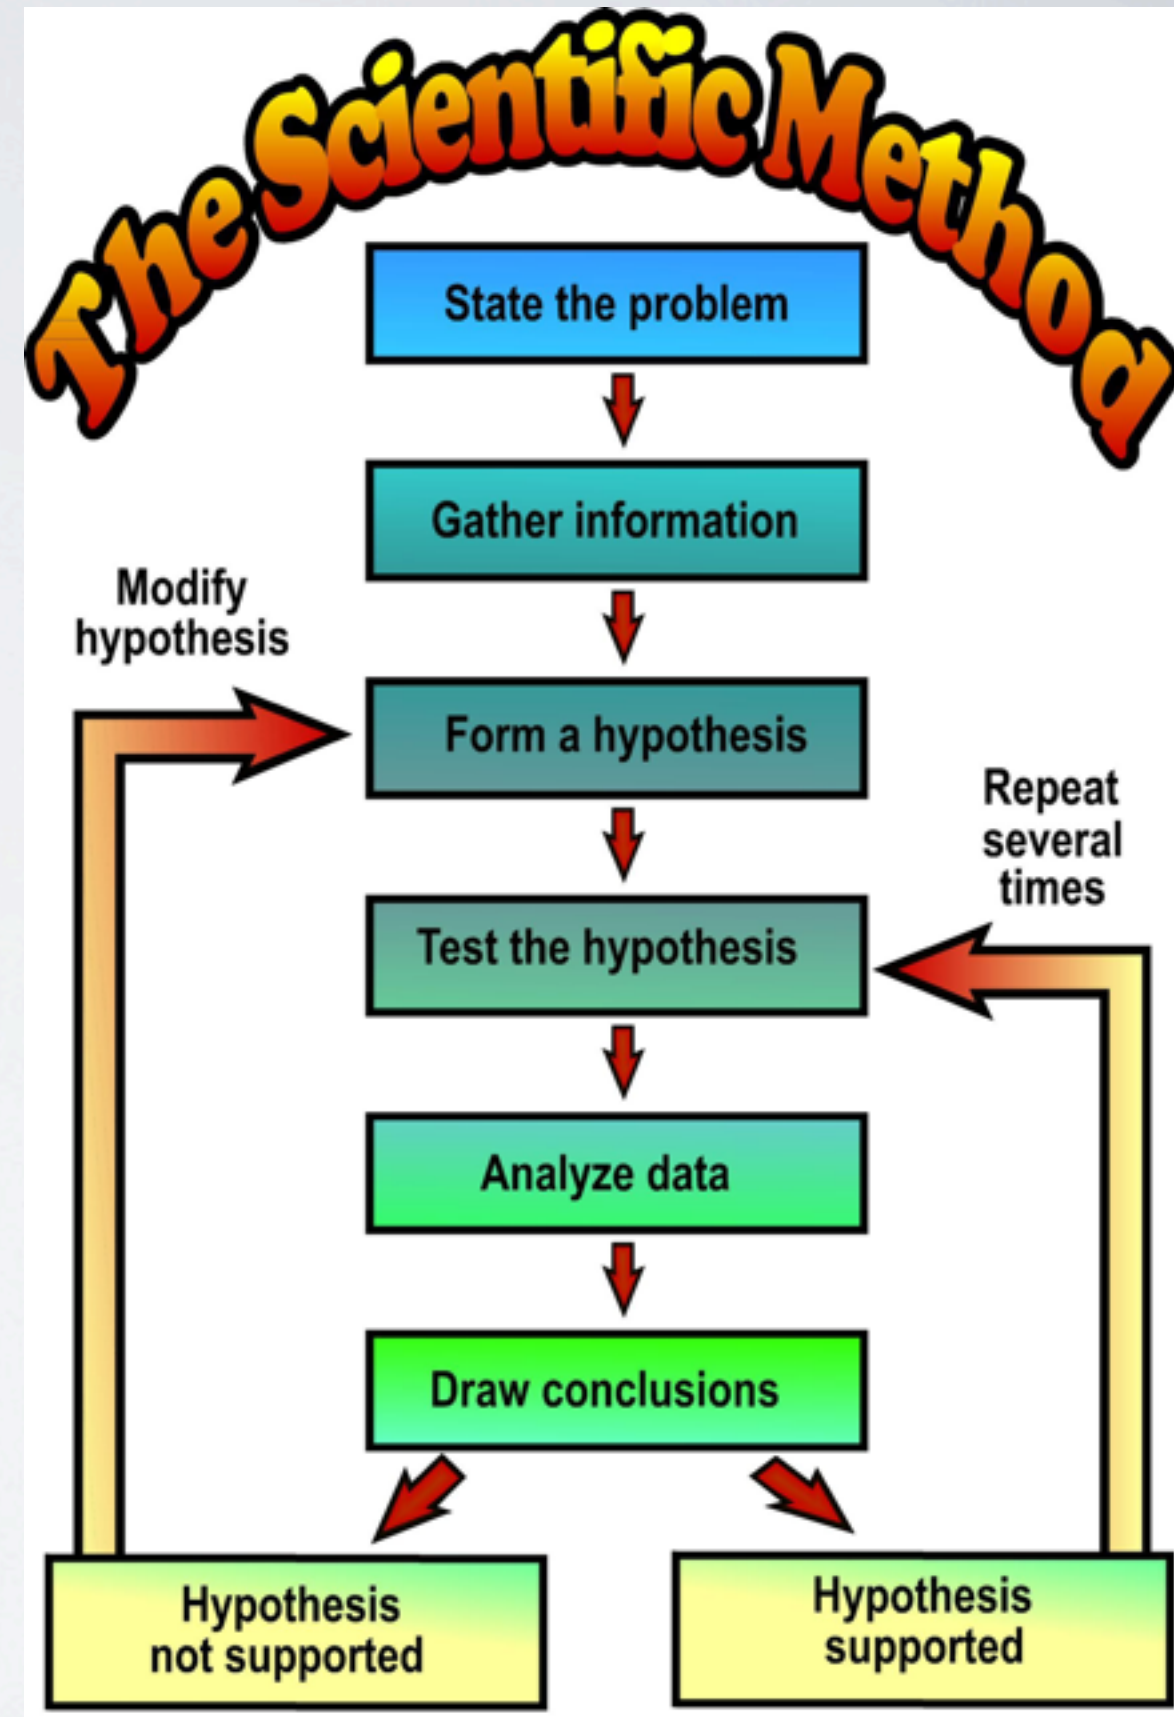 The Scientific Method
State the problem
Gather information
Modify
hypothesis
Form a hypothesis
Repeat
several
times
Test the hypothesis
Analyze data
Draw conclusions
Hypothesis
not supported
Hypothesis
supported